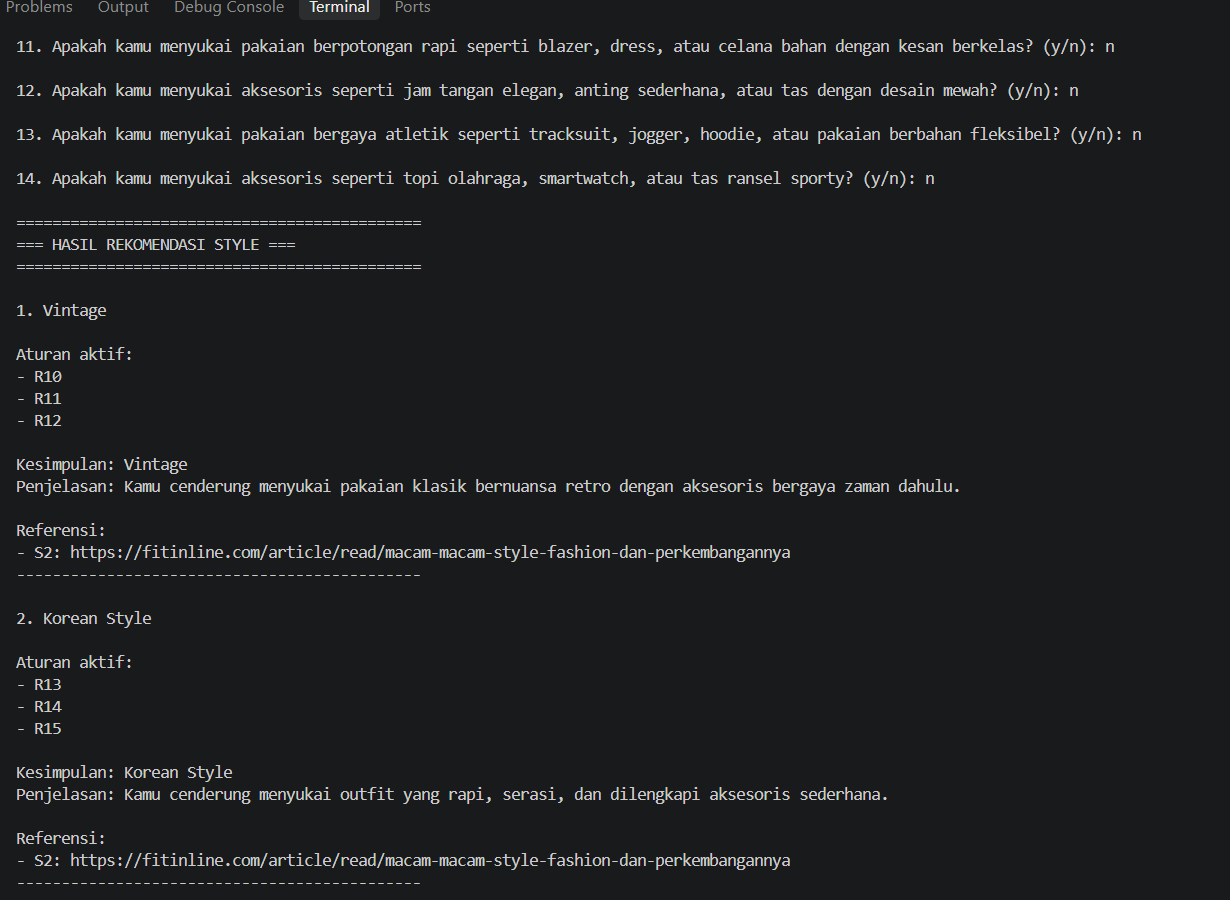 Problems Output Debug Console Terminal Ports
11. Apakah kamu menyukai pakaian berpotongan rapi seperti blazer, dress, atau celana bahan dengan kesan berkelas? (y/n): n
12. Apakah kamu menyukai aksesoris seperti jam tangan elegan, anting sederhana, atau tas dengan desain mewah? (y/n): n
13. Apakah kamu menyukai pakaian bergaya atletik seperti tracksuit, jogger, hoodie, atau pakaian berbahan fleksibel? (y/n): n
14. Apakah kamu menyukai aksesoris seperti topi olahraga, smartwatch, atau tas ransel sporty? (y/n): n
=============================================
=== HASIL REKOMENDASI STYLE ===
=============================================
1. Vintage
Aturan aktif:
- R10
- R11
- R12
Kesimpulan: Vintage
Penjelasan: Kamu cenderung menyukai pakaian klasik bernuansa retro dengan aksesoris bergaya zaman dahulu.
Referensi:
- S2: https://fitinline.com/article/read/macam-macam-style-fashion-dan-perkembangannya
---------------------------------------------
2. Korean Style
Aturan aktif:
- R13
- R14
- R15
Kesimpulan: Korean Style
Penjelasan: Kamu cenderung menyukai outfit yang rapi, serasi, dan dilengkapi aksesoris sederhana.
Referensi:
- S2: https://fitinline.com/article/read/macam-macam-style-fashion-dan-perkembangannya
---------------------------------------------